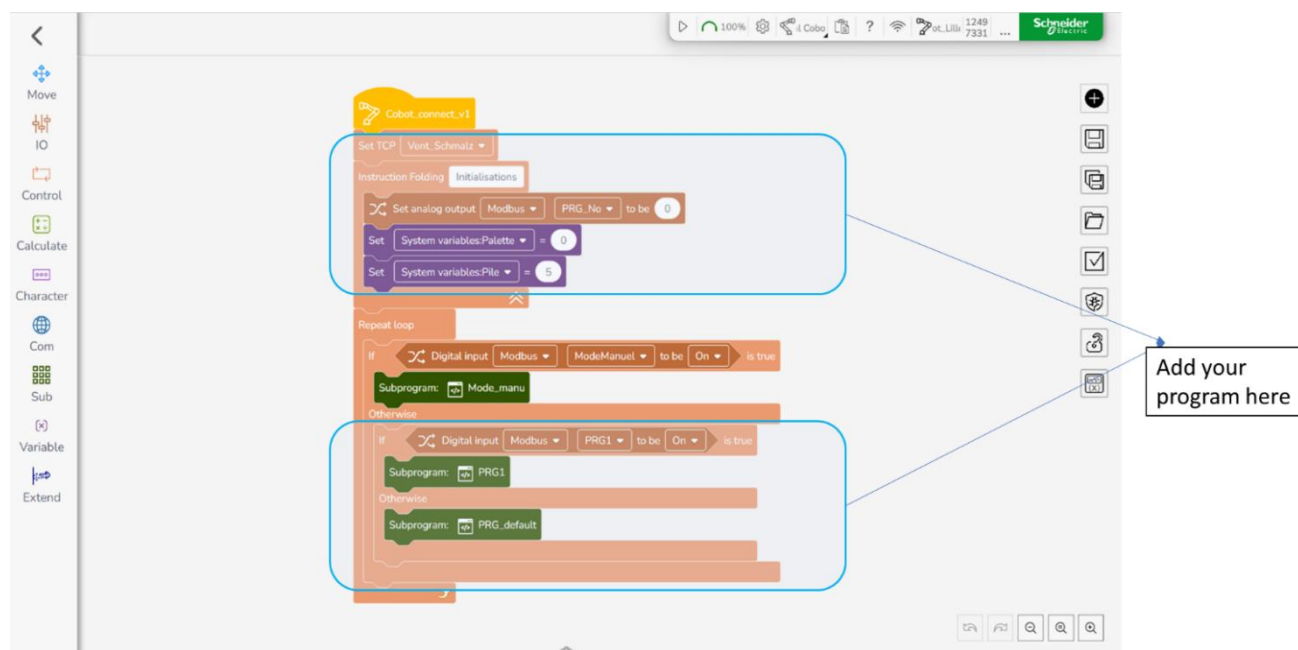 100%
l Cobo
?
ot_Lilli
1249
7331
...
Schneider
Electric
Move
IO
Control
Calculate
Character
Com
Sub
Variable
Extend
Cobot_connect_v1
Set TCP Vent_Schmalz
Instruction Folding Initialisations
Set analog output Modbus PRG_No to be 0
Set System variables:Palette = 0
Set System variables:Pile = 5
Repeat loop
If Digital input Modbus ModeManuel to be On is true
Subprogram: Mode_manu
Otherwise
If Digital input Modbus PRG1 to be On is true
Subprogram: PRG1
Otherwise
Subprogram: PRG_default
Add your
program here